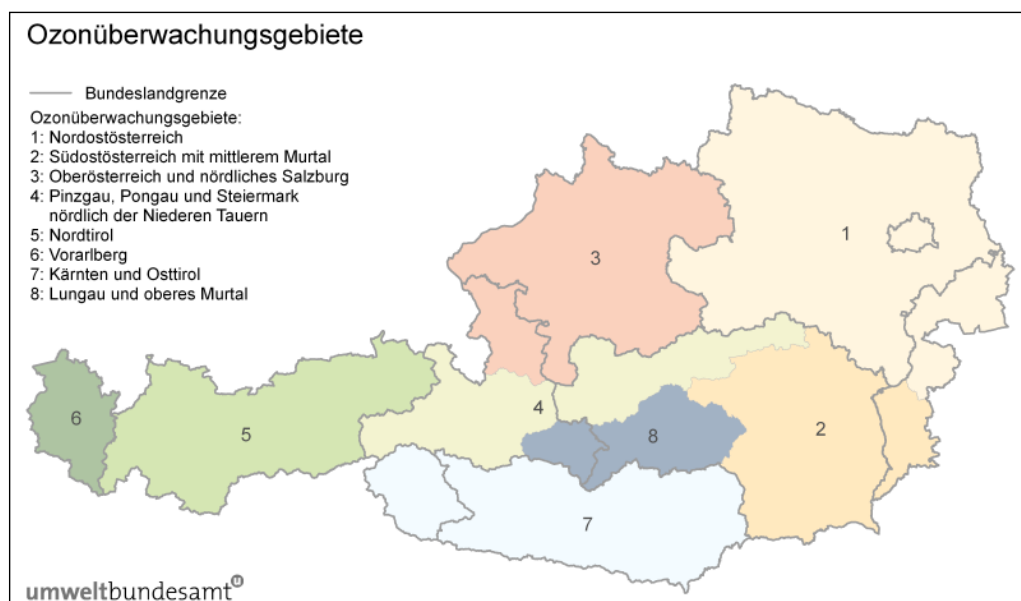 Ozonüberwachungsgebiete
Bundeslandgrenze
Ozonüberwachungsgebiete:
1: Nordostösterreich
2: Südostösterreich mit mittlerem Murtal
3: Oberösterreich und nördliches Salzburg
4: Pinzgau, Pongau und Steiermark
nördlich der Niederen Tauern
5: Nordtirol
6: Vorarlberg
7: Kärnten und Osttirol
8: Lungau und oberes Murtal
1
3
4
6
5
8
2
7
umweltbundesamt u